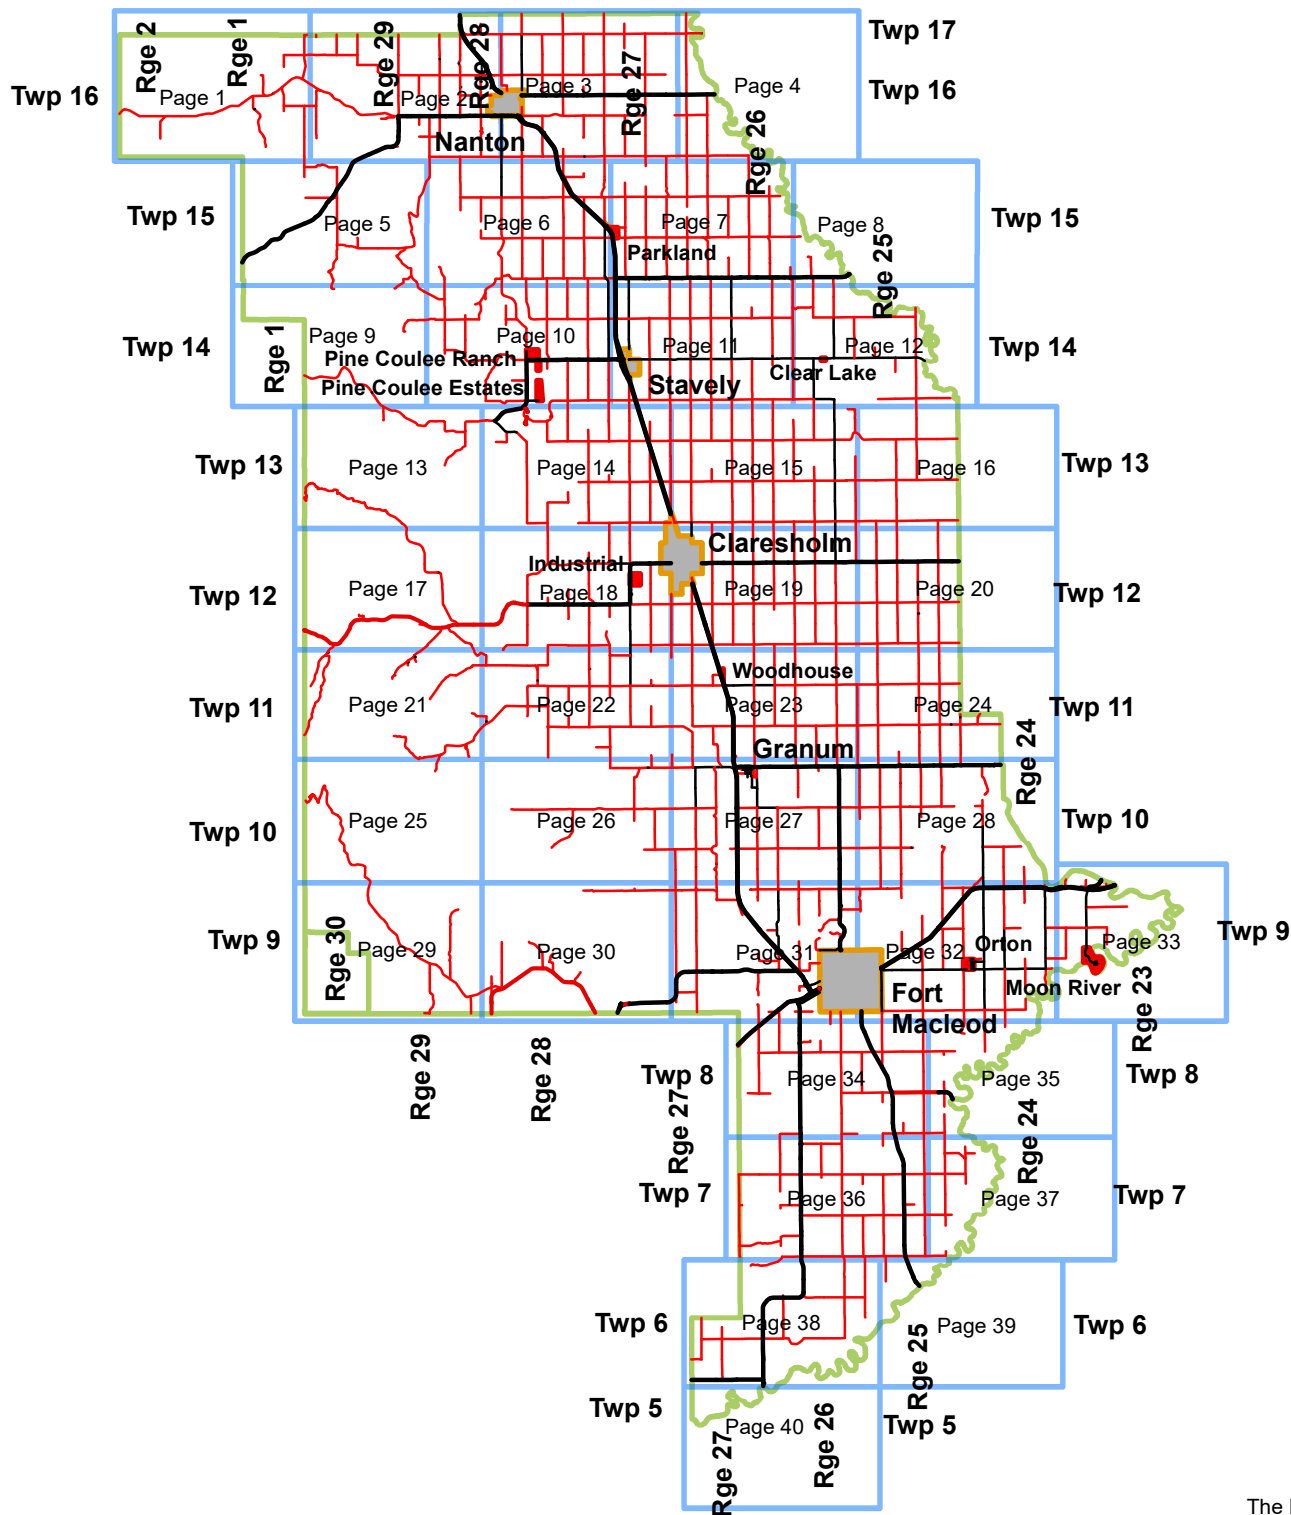 Twp 17
Rge 2
Rge 1
Rge 29
Rge 28
Rge 27
Twp 16
Page 1
Page 2
Page 3
Page 4
Twp 16
Nanton
Rge 26
Twp 15
Page 5
Page 6
Page 7
Page 8
Twp 15
Parkland
Rge 25
Twp 14
Rge 1
Page 9
Page 10
Page 11
Page 12
Twp 14
Pine Coulee Ranch
Clear Lake
Pine Coulee Estates
Stavely
Twp 13
Page 13
Page 14
Page 15
Page 16
Twp 13
Claresholm
Industrial
Twp 12
Page 17
Page 18
Page 19
Page 20
Twp 12
Woodhouse
Twp 11
Page 21
Page 22
Page 23
Page 24
Twp 11
Granum
Rge 24
Twp 10
Page 25
Page 26
Page 27
Page 28
Twp 10
Twp 9
Rge 30
Page 29
Page 30
Page 31
Page 32
Orton
Page 33
Twp 9
Moon River
Fort
Macleod
Rge 23
Rge 29
Rge 28
Twp 8
Page 34
Page 35
Twp 8
Rge 27
Rge 24
Twp 7
Page 36
Page 37
Twp 7
Twp 6
Page 38
Page 39
Twp 6
Rge 25
Twp 5
Page 40
Twp 5
Rge 27
Rge 26
The